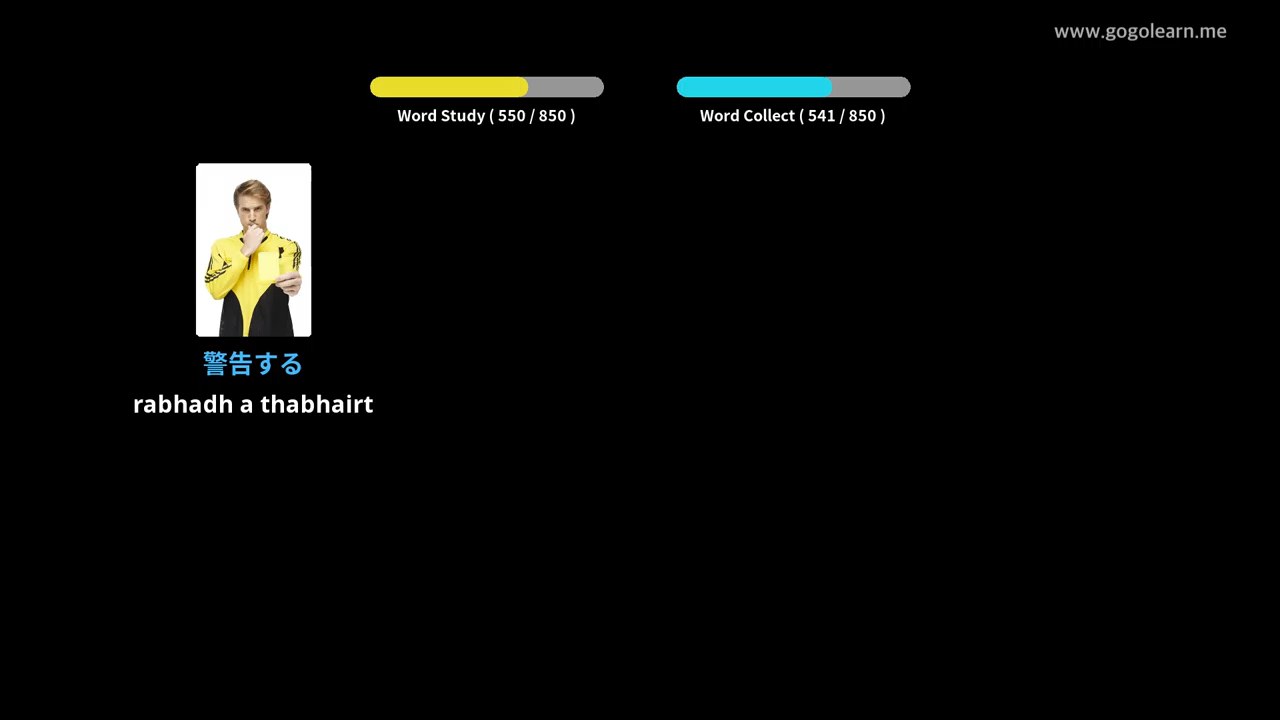 www.gogolearn.me
Word Study ( 550 / 850 )
Word Collect ( 541 / 850 )
警告する
rabhadh a thabhairt